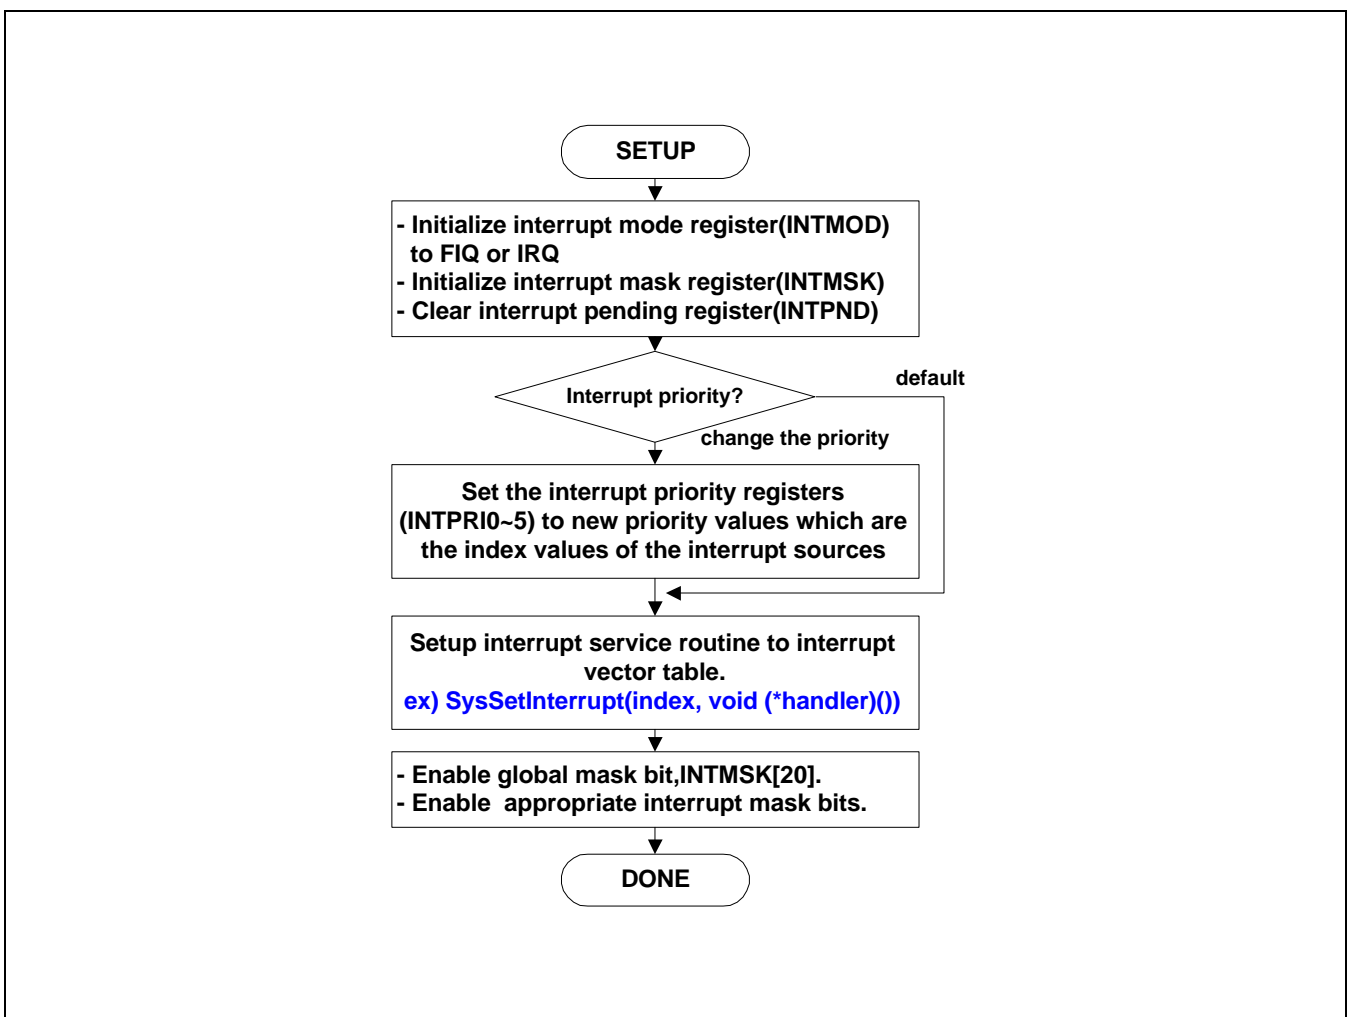 SETUP
- Initialize interrupt mode register(INTMOD)
to FIQ or IRQ
- Initialize interrupt mask register(INTMSK)
- Clear interrupt pending register(INTPND)
default
Interrupt priority?
change the priority
Set the interrupt priority registers
(INTPRI0~5) to new priority values which are
the index values of the interrupt sources
Setup interrupt service routine to interrupt
vector table.
ex) SysSetInterrupt(index, void (*handler)())
- Enable global mask bit,INTMSK[20].
- Enable  appropriate interrupt mask bits.
DONE